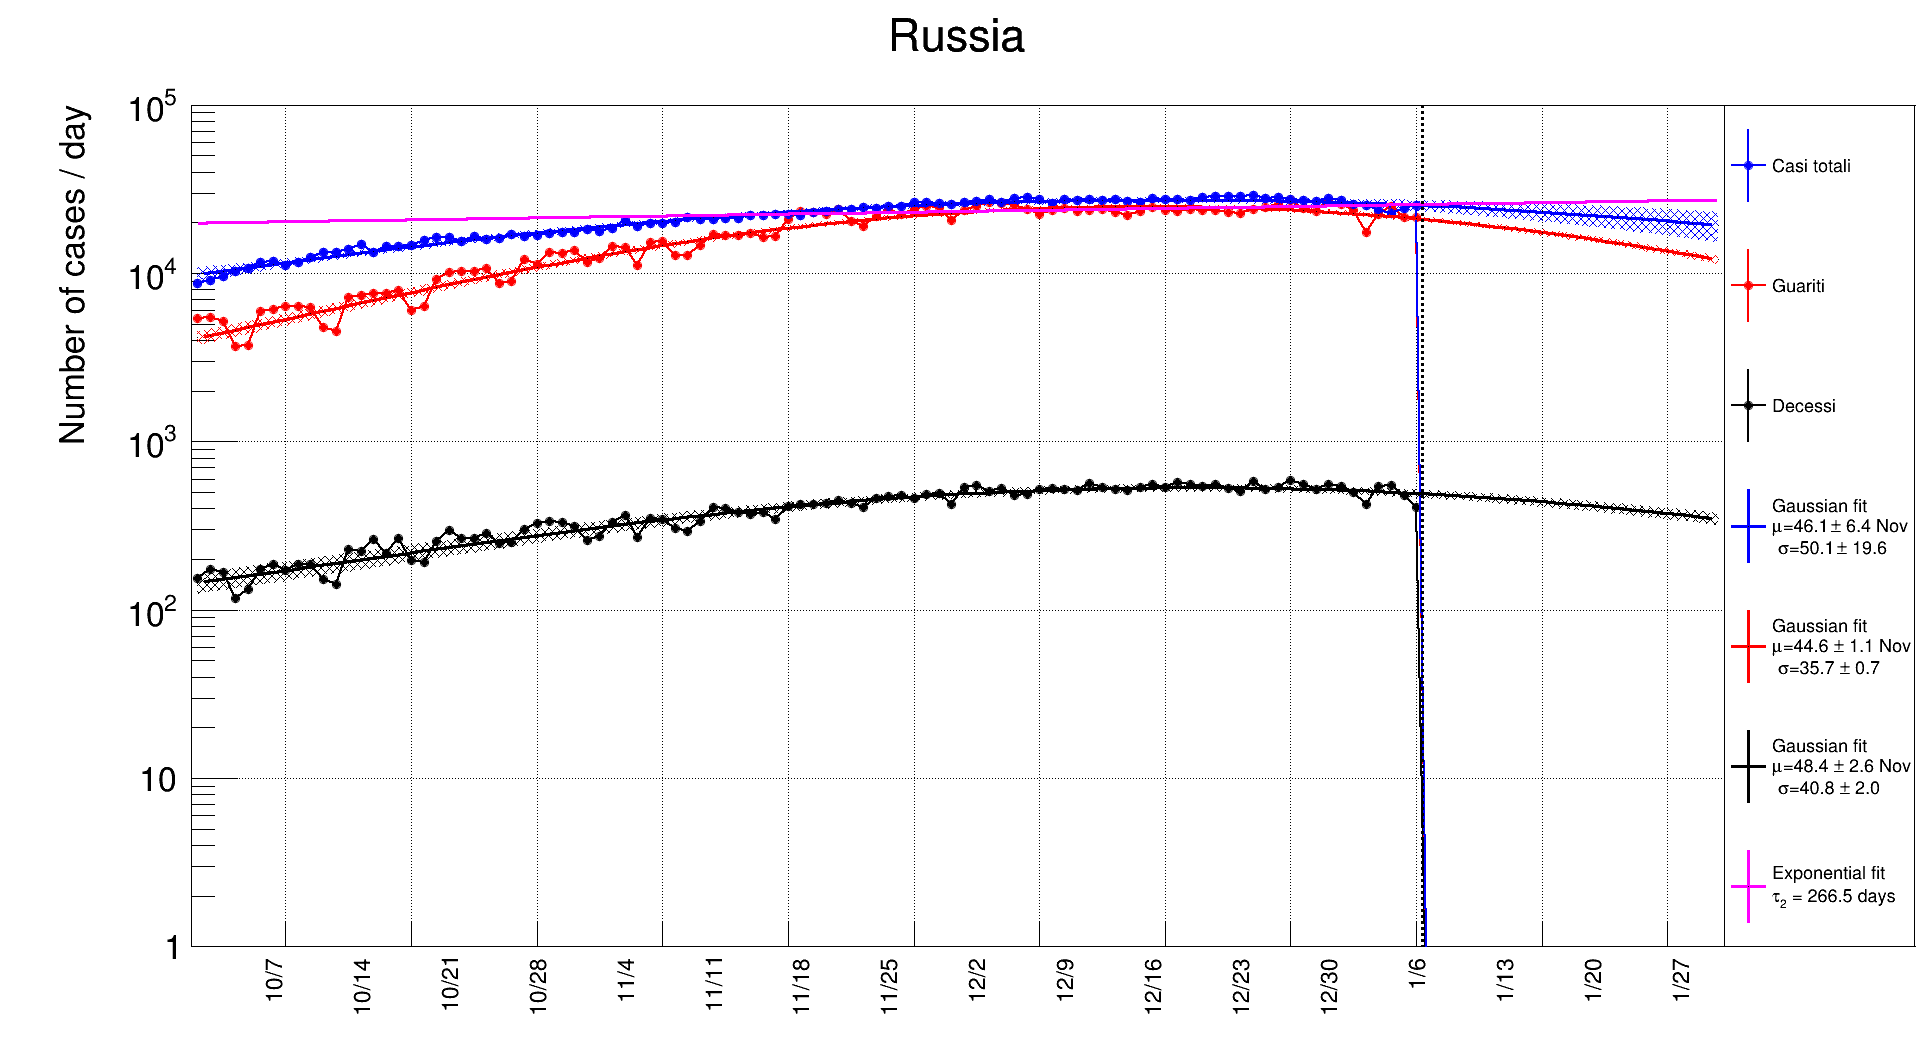 Russia
Number of cases / day
10^5
10^4
10^3
10^2
10
1
10/7
10/14
10/21
10/28
11/4
11/11
11/18
11/25
12/2
12/9
12/16
12/23
12/30
1/6
1/13
1/20
1/27
Casi totali
Guariti
Decessi
Gaussian fit
μ=46.1 ± 6.4 Nov
σ=50.1 ± 19.6
Gaussian fit
μ=44.6 ± 1.1 Nov
σ=35.7 ± 0.7
Gaussian fit
μ=48.4 ± 2.6 Nov
σ=40.8 ± 2.0
Exponential fit
τ₂ = 266.5 days